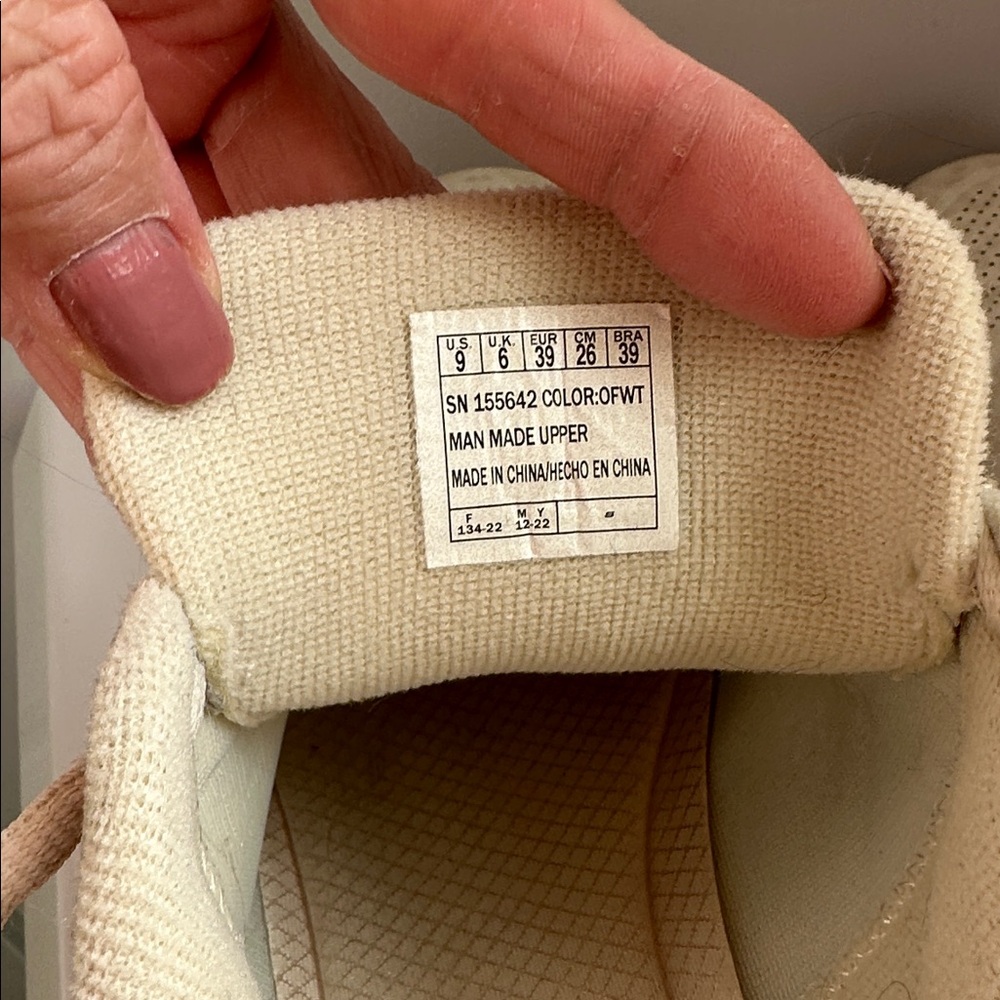 U.S. U.K. EUR CM BRA
9 6 39 26 39
SN 155642 COLOR:OFWT
MAN MADE UPPER
MADE IN CHINA/HECHO EN CHINA
F M Y
134-22 12-22